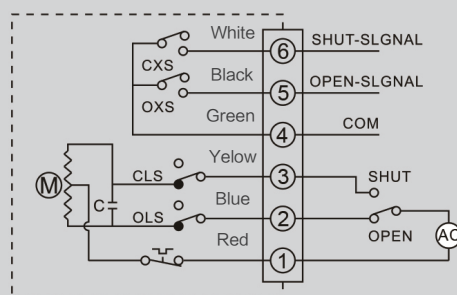 White
6
SHUT-SLGNAL
CXS
Black
5
OPEN-SLGNAL
OXS
Green
4
COM
Yelow
3
SHUT
CLS
M
C
Blue
2
OLS
OPEN
Red
1
AC